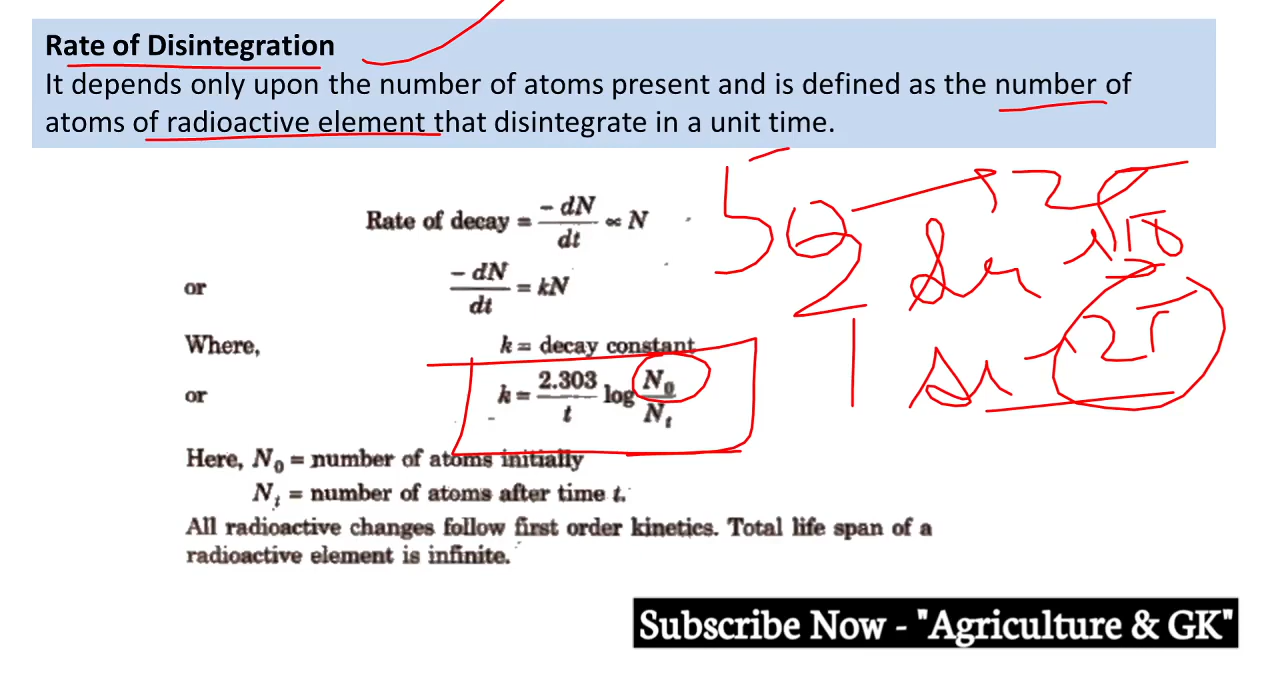 Rate of Disintegration
It depends only upon the number of atoms present and is defined as the number of
atoms of radioactive element that disintegrate in a unit time.
Rate of decay = -dN/dt ∝ N
or -dN/dt = kN
Where, k = decay constant
or k = 2.303/t log N₀/Nₜ
Here, N₀ = number of atoms initially
Nₜ = number of atoms after time t.
All radioactive changes follow first order kinetics. Total life span of a
radioactive element is infinite.
Subscribe Now - "Agriculture & GK"